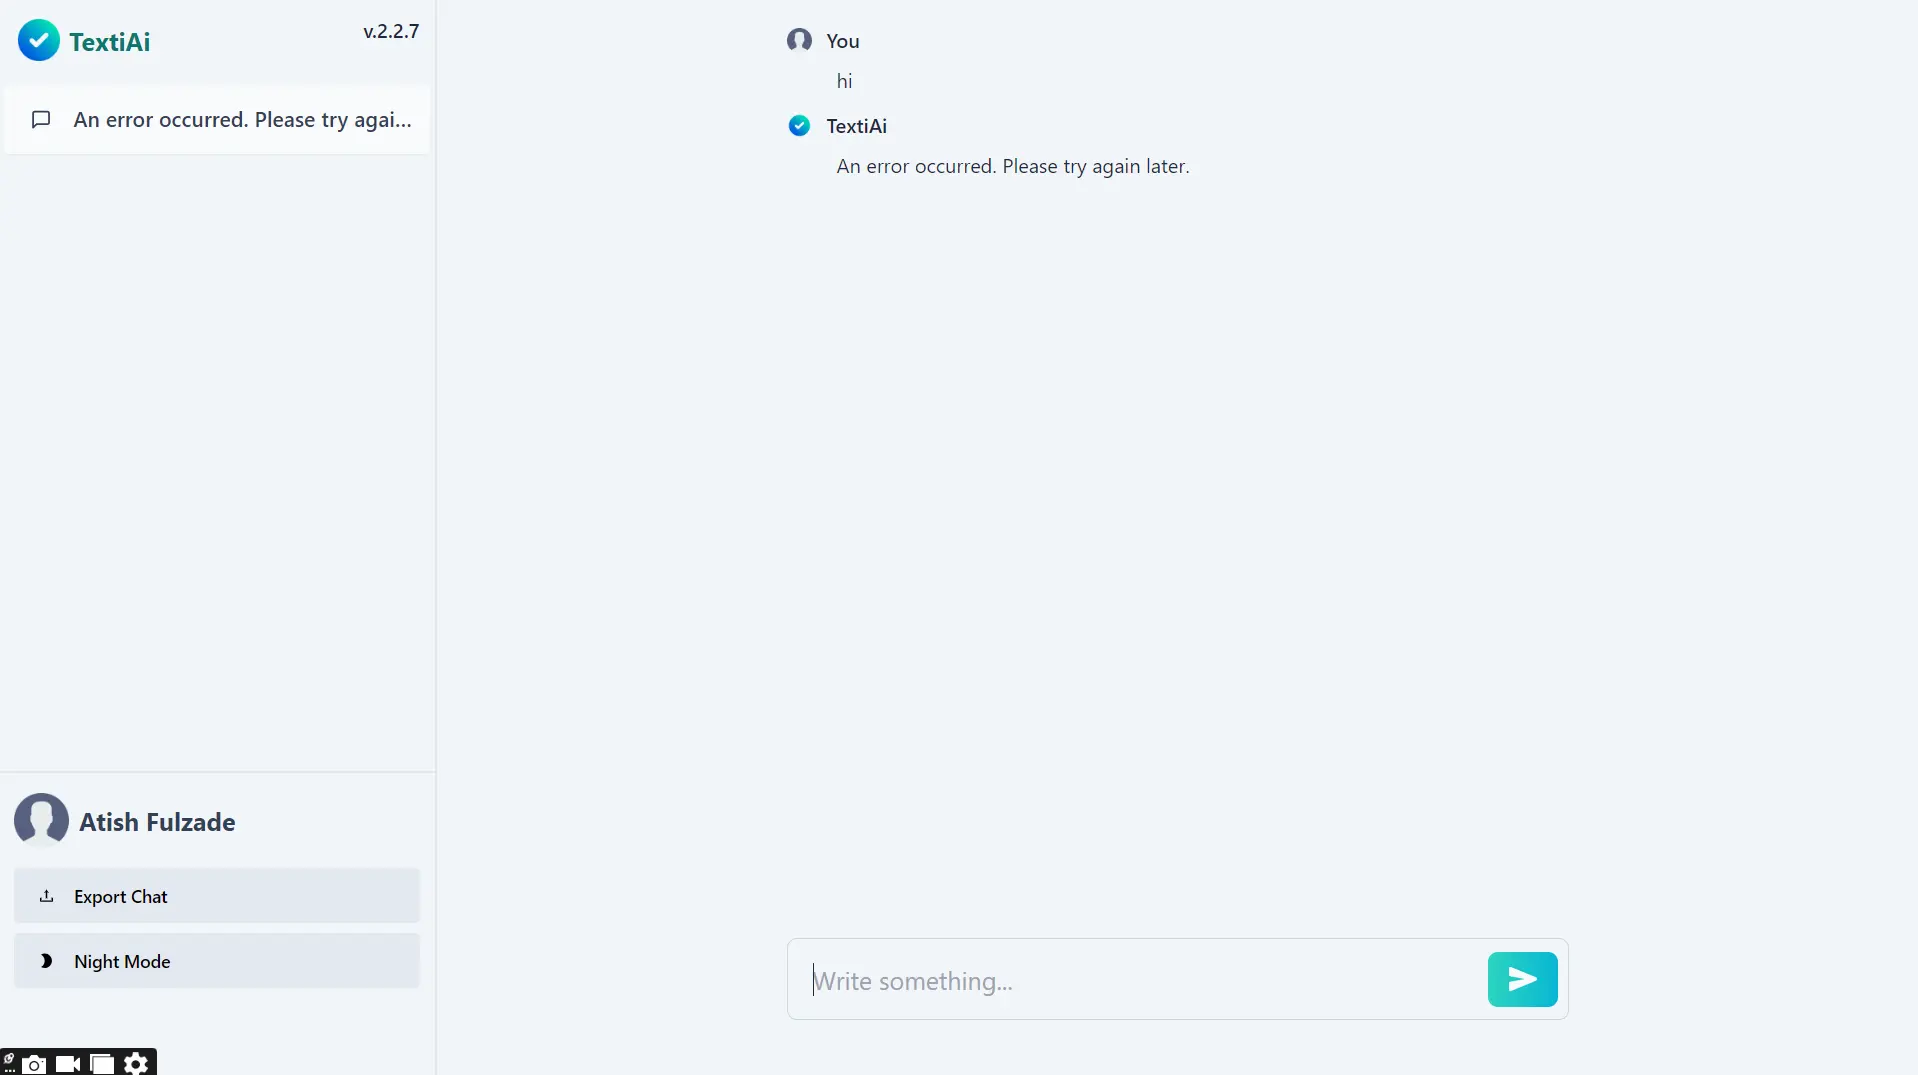 TextiAi
v.2.2.7
An error occurred. Please try agai...
Atish Fulzade
Export Chat
Night Mode
You
hi
TextiAi
An error occurred. Please try again later.
Write something...